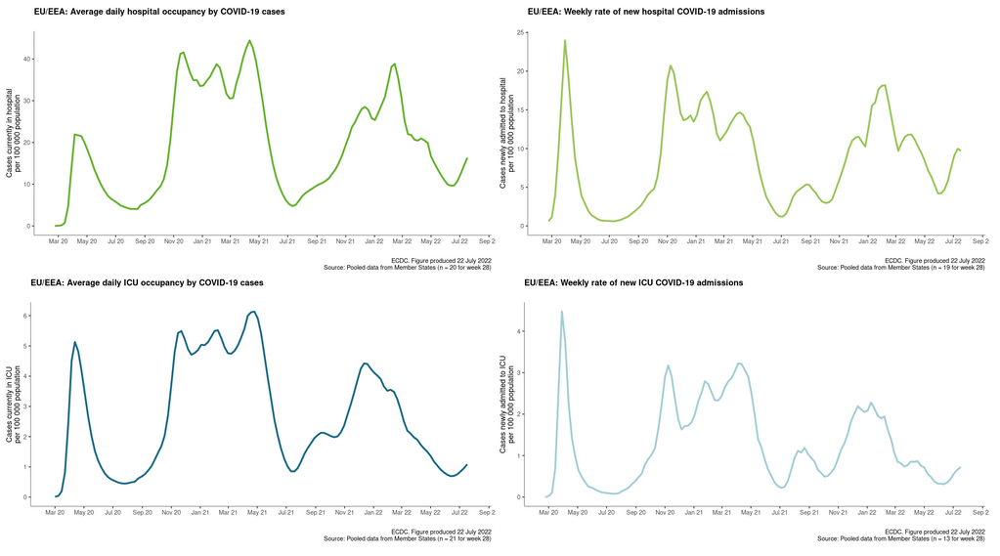 EU/EEA: Average daily hospital occupancy by COVID-19 cases
Cases currently in hospital
per 100 000 population
40
30
20
10
0
Mar 20 May 20 Jul 20 Sep 20 Nov 20 Jan 21 Mar 21 May 21 Jul 21 Sep 21 Nov 21 Jan 22 Mar 22 May 22 Jul 22 Sep 2
ECDC. Figure produced 22 July 2022
Source: Pooled data from Member States (n = 20 for week 28)
EU/EEA: Weekly rate of new hospital COVID-19 admissions
Cases newly admitted to hospital
per 100 000 population
25
20
15
10
5
0
Mar 20 May 20 Jul 20 Sep 20 Nov 20 Jan 21 Mar 21 May 21 Jul 21 Sep 21 Nov 21 Jan 22 Mar 22 May 22 Jul 22 Sep 2
ECDC. Figure produced 22 July 2022
Source: Pooled data from Member States (n = 19 for week 28)
EU/EEA: Average daily ICU occupancy by COVID-19 cases
Cases currently in ICU
per 100 000 population
6
5
4
3
2
1
0
Mar 20 May 20 Jul 20 Sep 20 Nov 20 Jan 21 Mar 21 May 21 Jul 21 Sep 21 Nov 21 Jan 22 Mar 22 May 22 Jul 22 Sep 2
ECDC. Figure produced 22 July 2022
Source: Pooled data from Member States (n = 21 for week 28)
EU/EEA: Weekly rate of new ICU COVID-19 admissions
Cases newly admitted to ICU
per 100 000 population
4
3
2
1
0
Mar 20 May 20 Jul 20 Sep 20 Nov 20 Jan 21 Mar 21 May 21 Jul 21 Sep 21 Nov 21 Jan 22 Mar 22 May 22 Jul 22 Sep 2
ECDC. Figure produced 22 July 2022
Source: Pooled data from Member States (n = 13 for week 28)